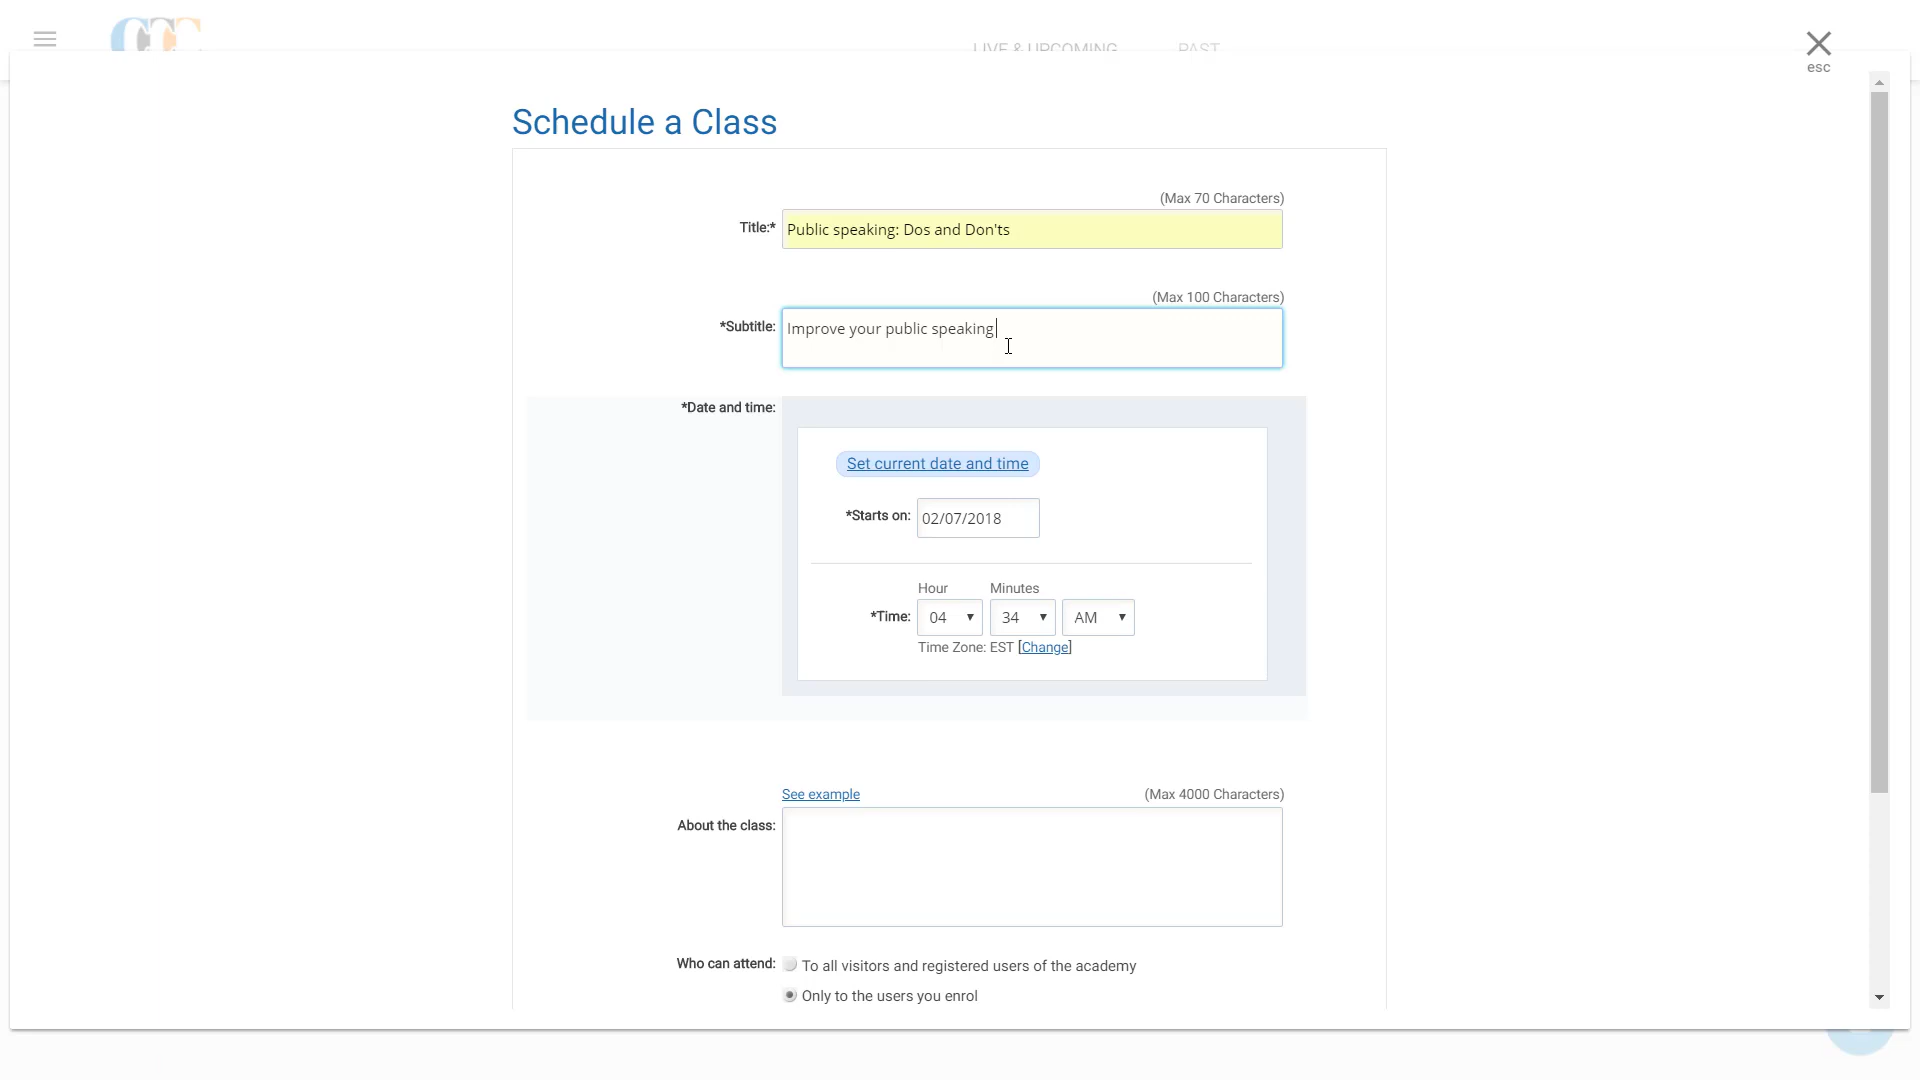 LIVE & UPCOMING PAST
esc
Schedule a Class
(Max 70 Characters)
Title:* Public speaking: Dos and Don'ts
(Max 100 Characters)
*Subtitle: Improve your public speaking
*Date and time:
Set current date and time
*Starts on: 02/07/2018
Hour Minutes
*Time: 04 34 AM
Time Zone: EST [Change]
See example (Max 4000 Characters)
About the class:
Who can attend: To all visitors and registered users of the academy
Only to the users you enrol